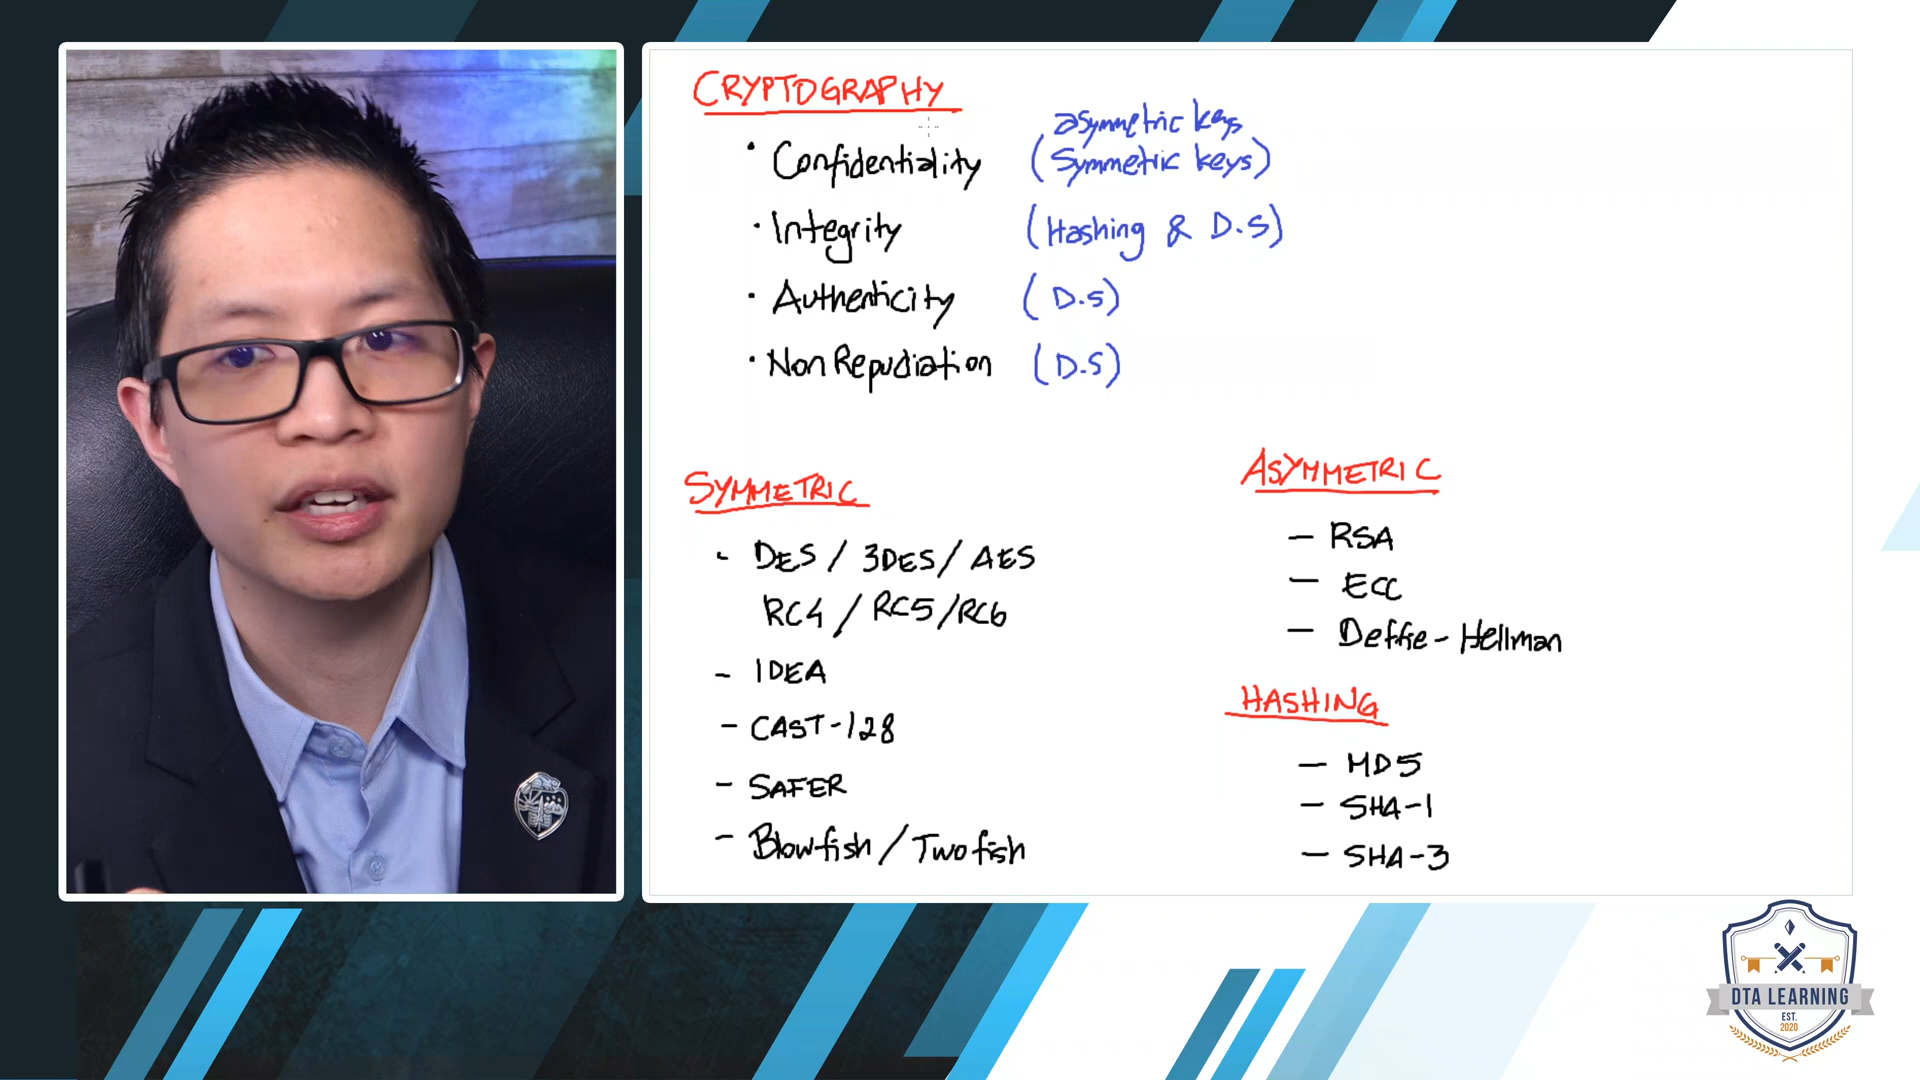 CRYPTOGRAPHY
asymmetric keys
• Confidentiality (Symmetric keys)
• Integrity (Hashing & D.S)
• Authenticity (D.S)
• Non Repudiation (D.S)
SYMMETRIC
- DES / 3DES / AES
RC4 / RC5 / RC6
- IDEA
- CAST-128
- SAFER
- Blowfish / Twofish
ASYMMETRIC
- RSA
- ECC
- Deffie - Hellman
HASHING
- MD5
- SHA-1
- SHA-3
DTA LEARNING
EST.
2020